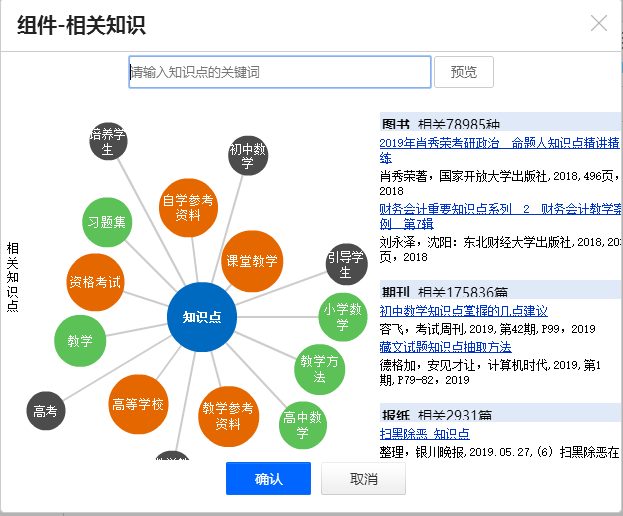 组件-相关知识
请输入知识点的关键词
预览
培养学
生
初中数
学
自学参考
资料
习题集
课堂教学
引导学
生
资格考试
相
关
知
识
点
知识点
小学数
学
教学
教学方
法
高考
高等学校
教学参考
资料
高中数
学
图书 相关78985种
2019年肖秀荣考研政治 命题人知识点精讲精
练
肖秀荣著，国家开放大学出版社,2018,496页，
2018
财务会计重要知识点系列 2 财务会计教学案
例 第7辑
刘永泽，沈阳：东北财经大学出版社,2018,203
页，2018
期刊 相关175836篇
初中数学知识点掌握的几点建议
容飞，考试周刊,2019,第42期,P99，2019
藏文试题知识点抽取方法
德格加，安见才让，计算机时代,2019,第1
期,P79-82，2019
报纸 相关2931篇
扫黑除恶 知识点
整理，银川晚报,2019.05.27,(6) 扫黑除恶在
确认
取消